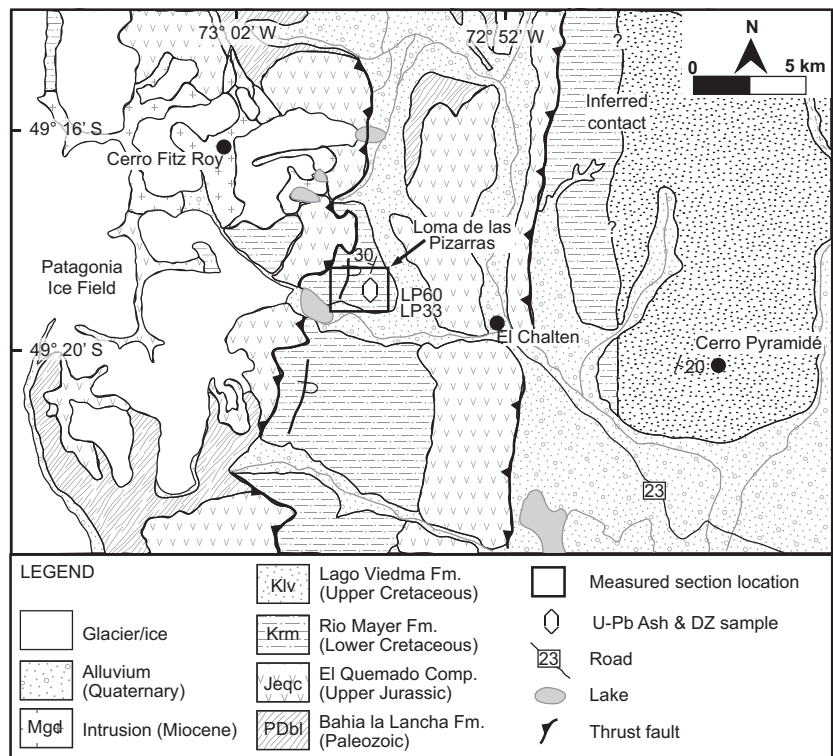 73° 02' W
72° 52' W
N
0 5 km
?
Inferred
contact
49° 16' S
Cerro Fitz Roy
?
Loma de las
Pizarras
30
Patagonia
Ice Field
LP60
LP33
El Chalten
49° 20' S
Cerro Pyramidé
20
23
LEGEND
Glacier/ice
Alluvium
(Quaternary)
Mgd
Intrusion (Miocene)
Klv
Lago Viedma Fm.
(Upper Cretaceous)
Krm
Rio Mayer Fm.
(Lower Cretaceous)
Jeqc
El Quemado Comp.
(Upper Jurassic)
PDbl
Bahia la Lancha Fm.
(Paleozoic)
Measured section location
U-Pb Ash & DZ sample
23
Road
Lake
Thrust fault